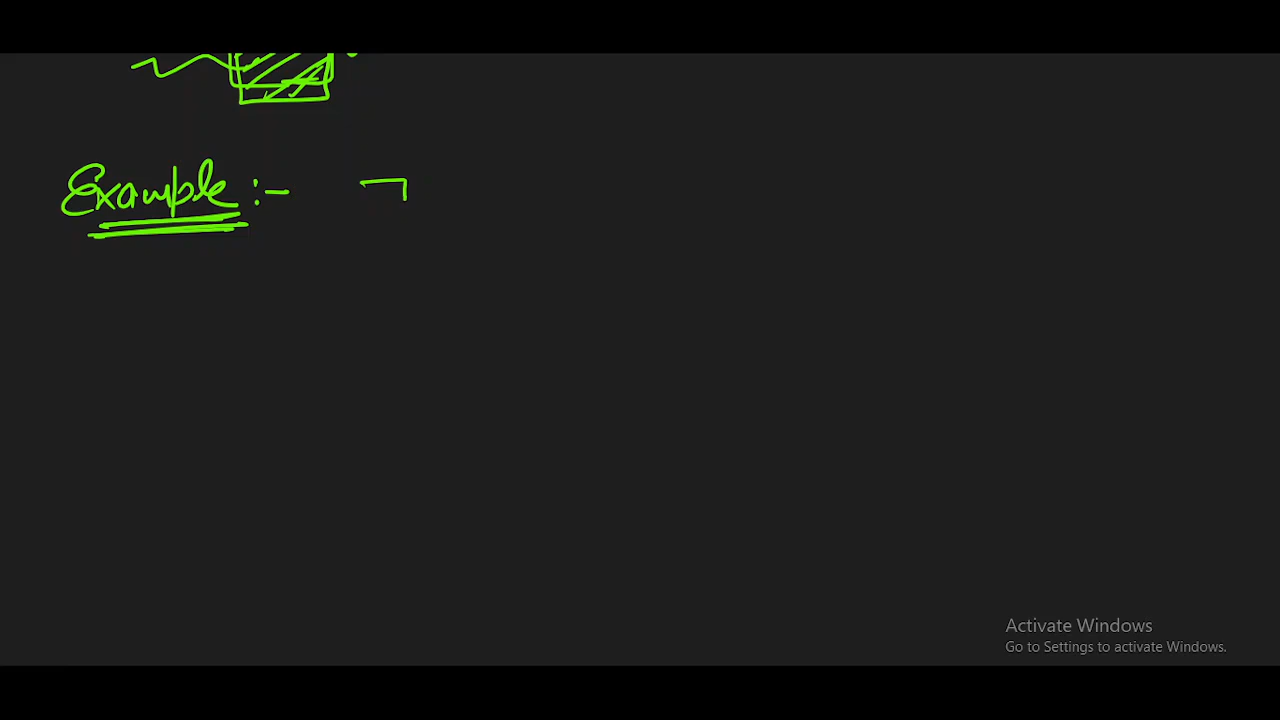 Example :-
Activate Windows
Go to Settings to activate Windows.